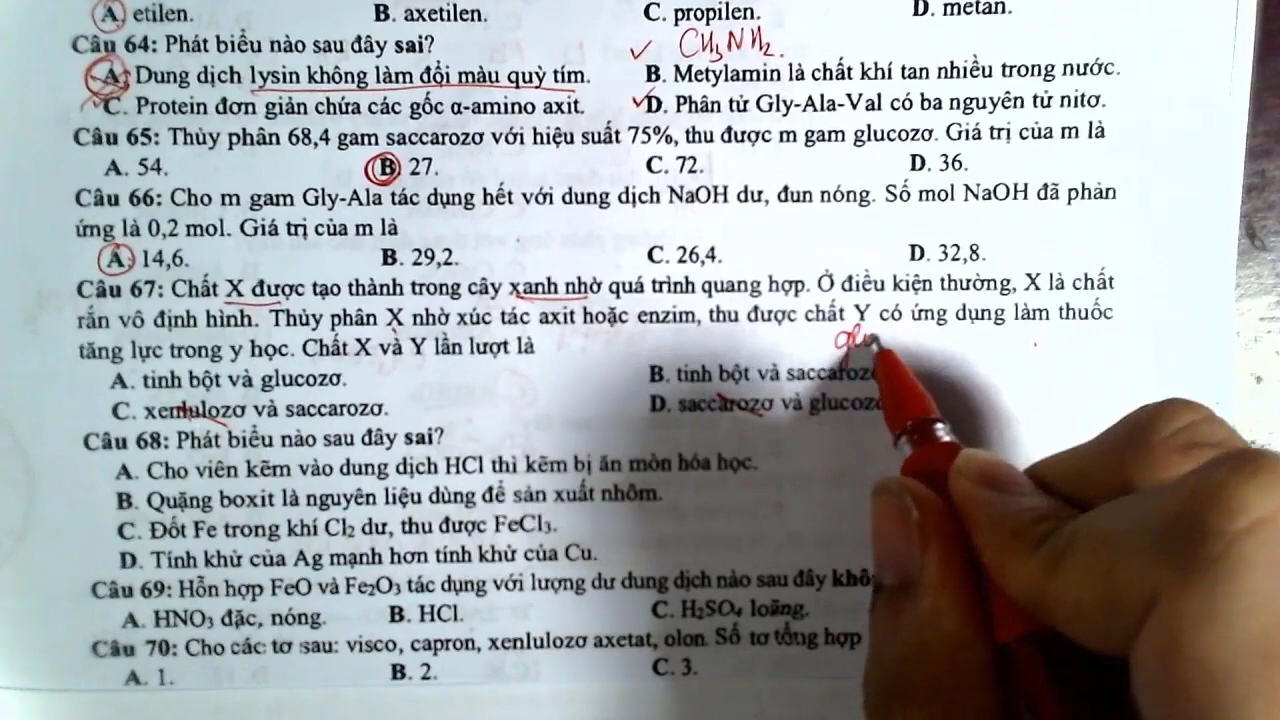 A. etilen. B. axetilen. C. propilen. D. metan.
Câu 64: Phát biểu nào sau đây sai? CH3NH2.
A. Dung dịch lysin không làm đổi màu quỳ tím. B. Metylamin là chất khí tan nhiều trong nước.
C. Protein đơn giản chứa các gốc α-amino axit. D. Phân tử Gly-Ala-Val có ba nguyên tử nitơ.
Câu 65: Thủy phân 68,4 gam saccarozơ với hiệu suất 75%, thu được m gam glucozơ. Giá trị của m là
A. 54. B. 27. C. 72. D. 36.
Câu 66: Cho m gam Gly-Ala tác dụng hết với dung dịch NaOH dư, đun nóng. Số mol NaOH đã phản
ứng là 0,2 mol. Giá trị của m là
A. 14,6. B. 29,2. C. 26,4. D. 32,8.
Câu 67: Chất X được tạo thành trong cây xanh nhờ quá trình quang hợp. Ở điều kiện thường, X là chất
rắn vô định hình. Thủy phân X nhờ xúc tác axit hoặc enzim, thu được chất Y có ứng dụng làm thuốc
glu
tăng lực trong y học. Chất X và Y lần lượt là
A. tinh bột và glucozơ. B. tinh bột và saccarozơ
C. xenlulozơ và saccarozơ. D. saccarozơ và glucozơ
Câu 68: Phát biểu nào sau đây sai?
A. Cho viên kẽm vào dung dịch HCl thì kẽm bị ăn mòn hóa học.
B. Quặng boxit là nguyên liệu dùng để sản xuất nhôm.
C. Đốt Fe trong khí Cl2 dư, thu được FeCl3.
D. Tính khử của Ag mạnh hơn tính khử của Cu.
Câu 69: Hỗn hợp FeO và Fe2O3 tác dụng với lượng dư dung dịch nào sau đây khô
A. HNO3 đặc, nóng. B. HCl. C. H2SO4 loãng.
Câu 70: Cho các tơ sau: visco, capron, xenlulozơ axetat, olon. Số tơ tổng hợp
A. 1. B. 2. C. 3.